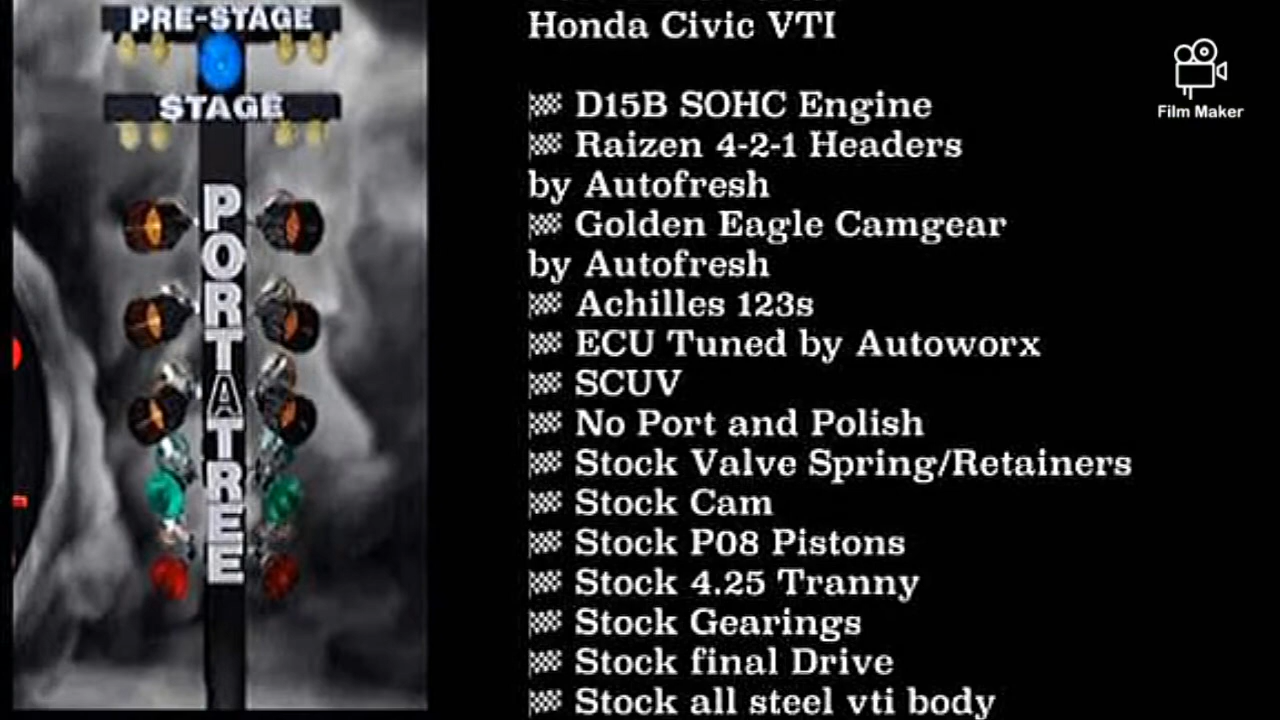 PRE-STAGE
STAGE
PORTATREE
Honda Civic VTI
D15B SOHC Engine
Raizen 4-2-1 Headers
by Autofresh
Golden Eagle Camgear
by Autofresh
Achilles 123s
ECU Tuned by Autoworx
SCUV
No Port and Polish
Stock Valve Spring/Retainers
Stock Cam
Stock P08 Pistons
Stock 4.25 Tranny
Stock Gearings
Stock final Drive
Stock all steel vti body
Film Maker